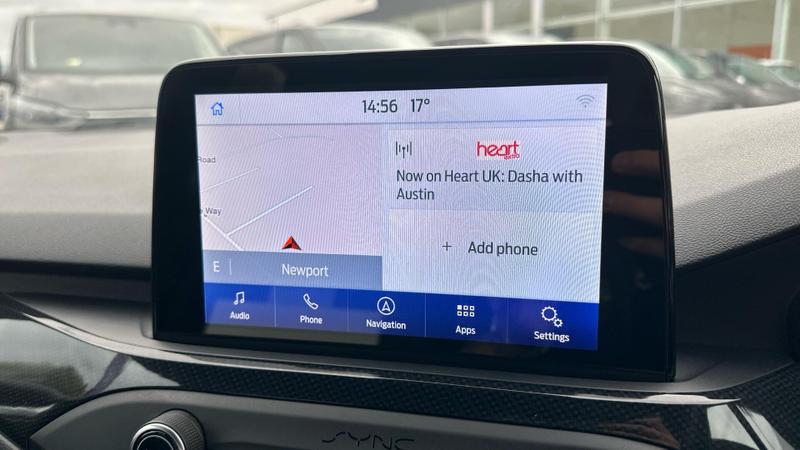 14:56 17°
Road
e Way
E
Newport
heart
Now on Heart UK: Dasha with
Austin
+ Add phone
Audio
Phone
Navigation
Apps
Settings
SYNC